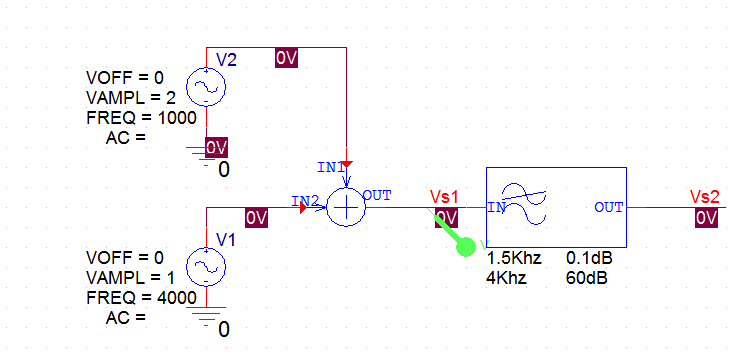 V2
0V
VOFF = 0
VAMPL = 2
FREQ = 1000
AC =
0V
0
IN1
IN2
OUT
0V
Vs1
0V
V
IN
OUT
Vs2
0V
1.5Khz 0.1dB
4Khz 60dB
V1
VOFF = 0
VAMPL = 1
FREQ = 4000
AC =
0